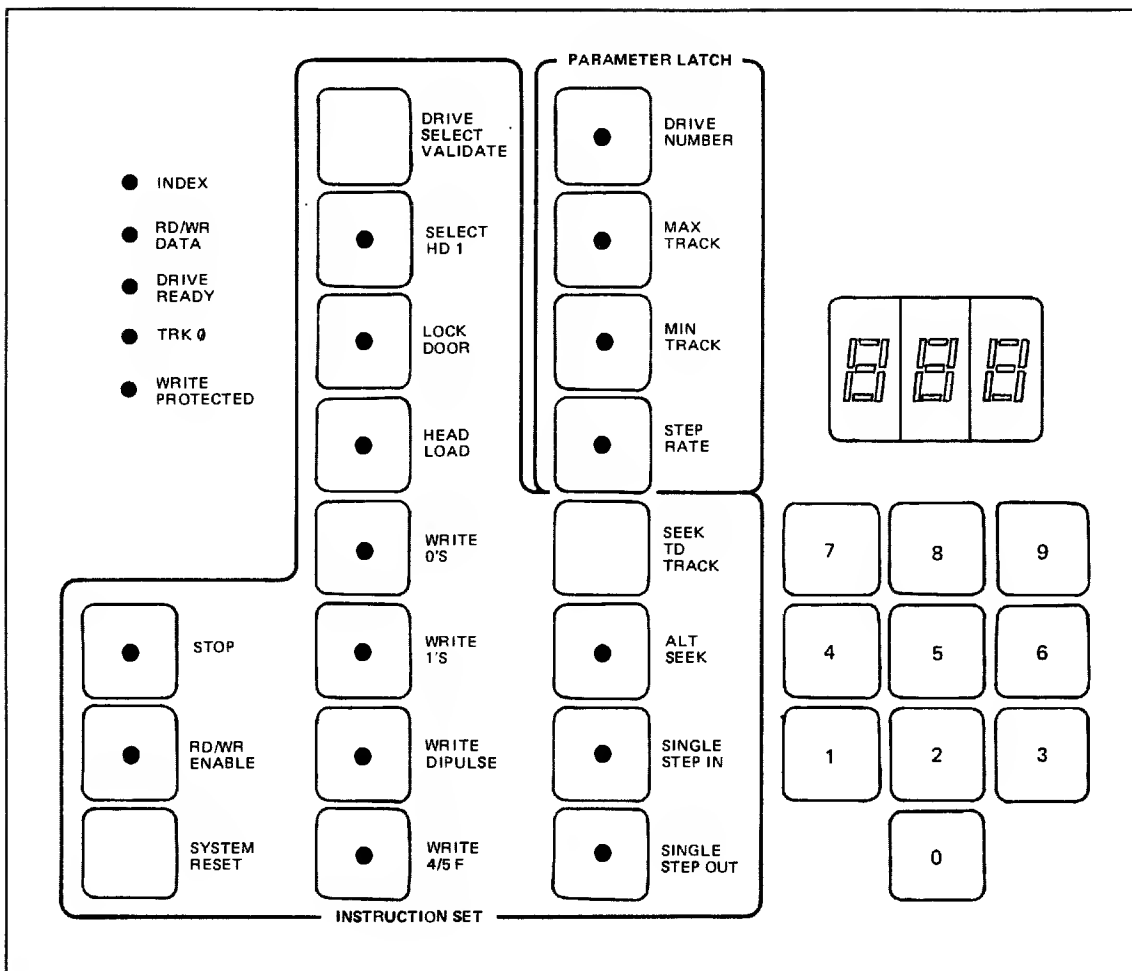 PARAMETER LATCH
DRIVE
SELECT
VALIDATE
DRIVE
NUMBER
INDEX
RD/WR
DATA
DRIVE
READY
TRK 0
WRITE
PROTECTED
SELECT
HD 1
MAX
TRACK
LOCK
DOOR
MIN
TRACK
HEAD
LOAD
STEP
RATE
888
WRITE
0'S
SEEK
TD
TRACK
7 8 9
STOP
WRITE
1'S
ALT
SEEK
4 5 6
RD/WR
ENABLE
WRITE
DIPULSE
SINGLE
STEP IN
1 2 3
SYSTEM
RESET
WRITE
4/5 F
SINGLE
STEP OUT
0
INSTRUCTION SET